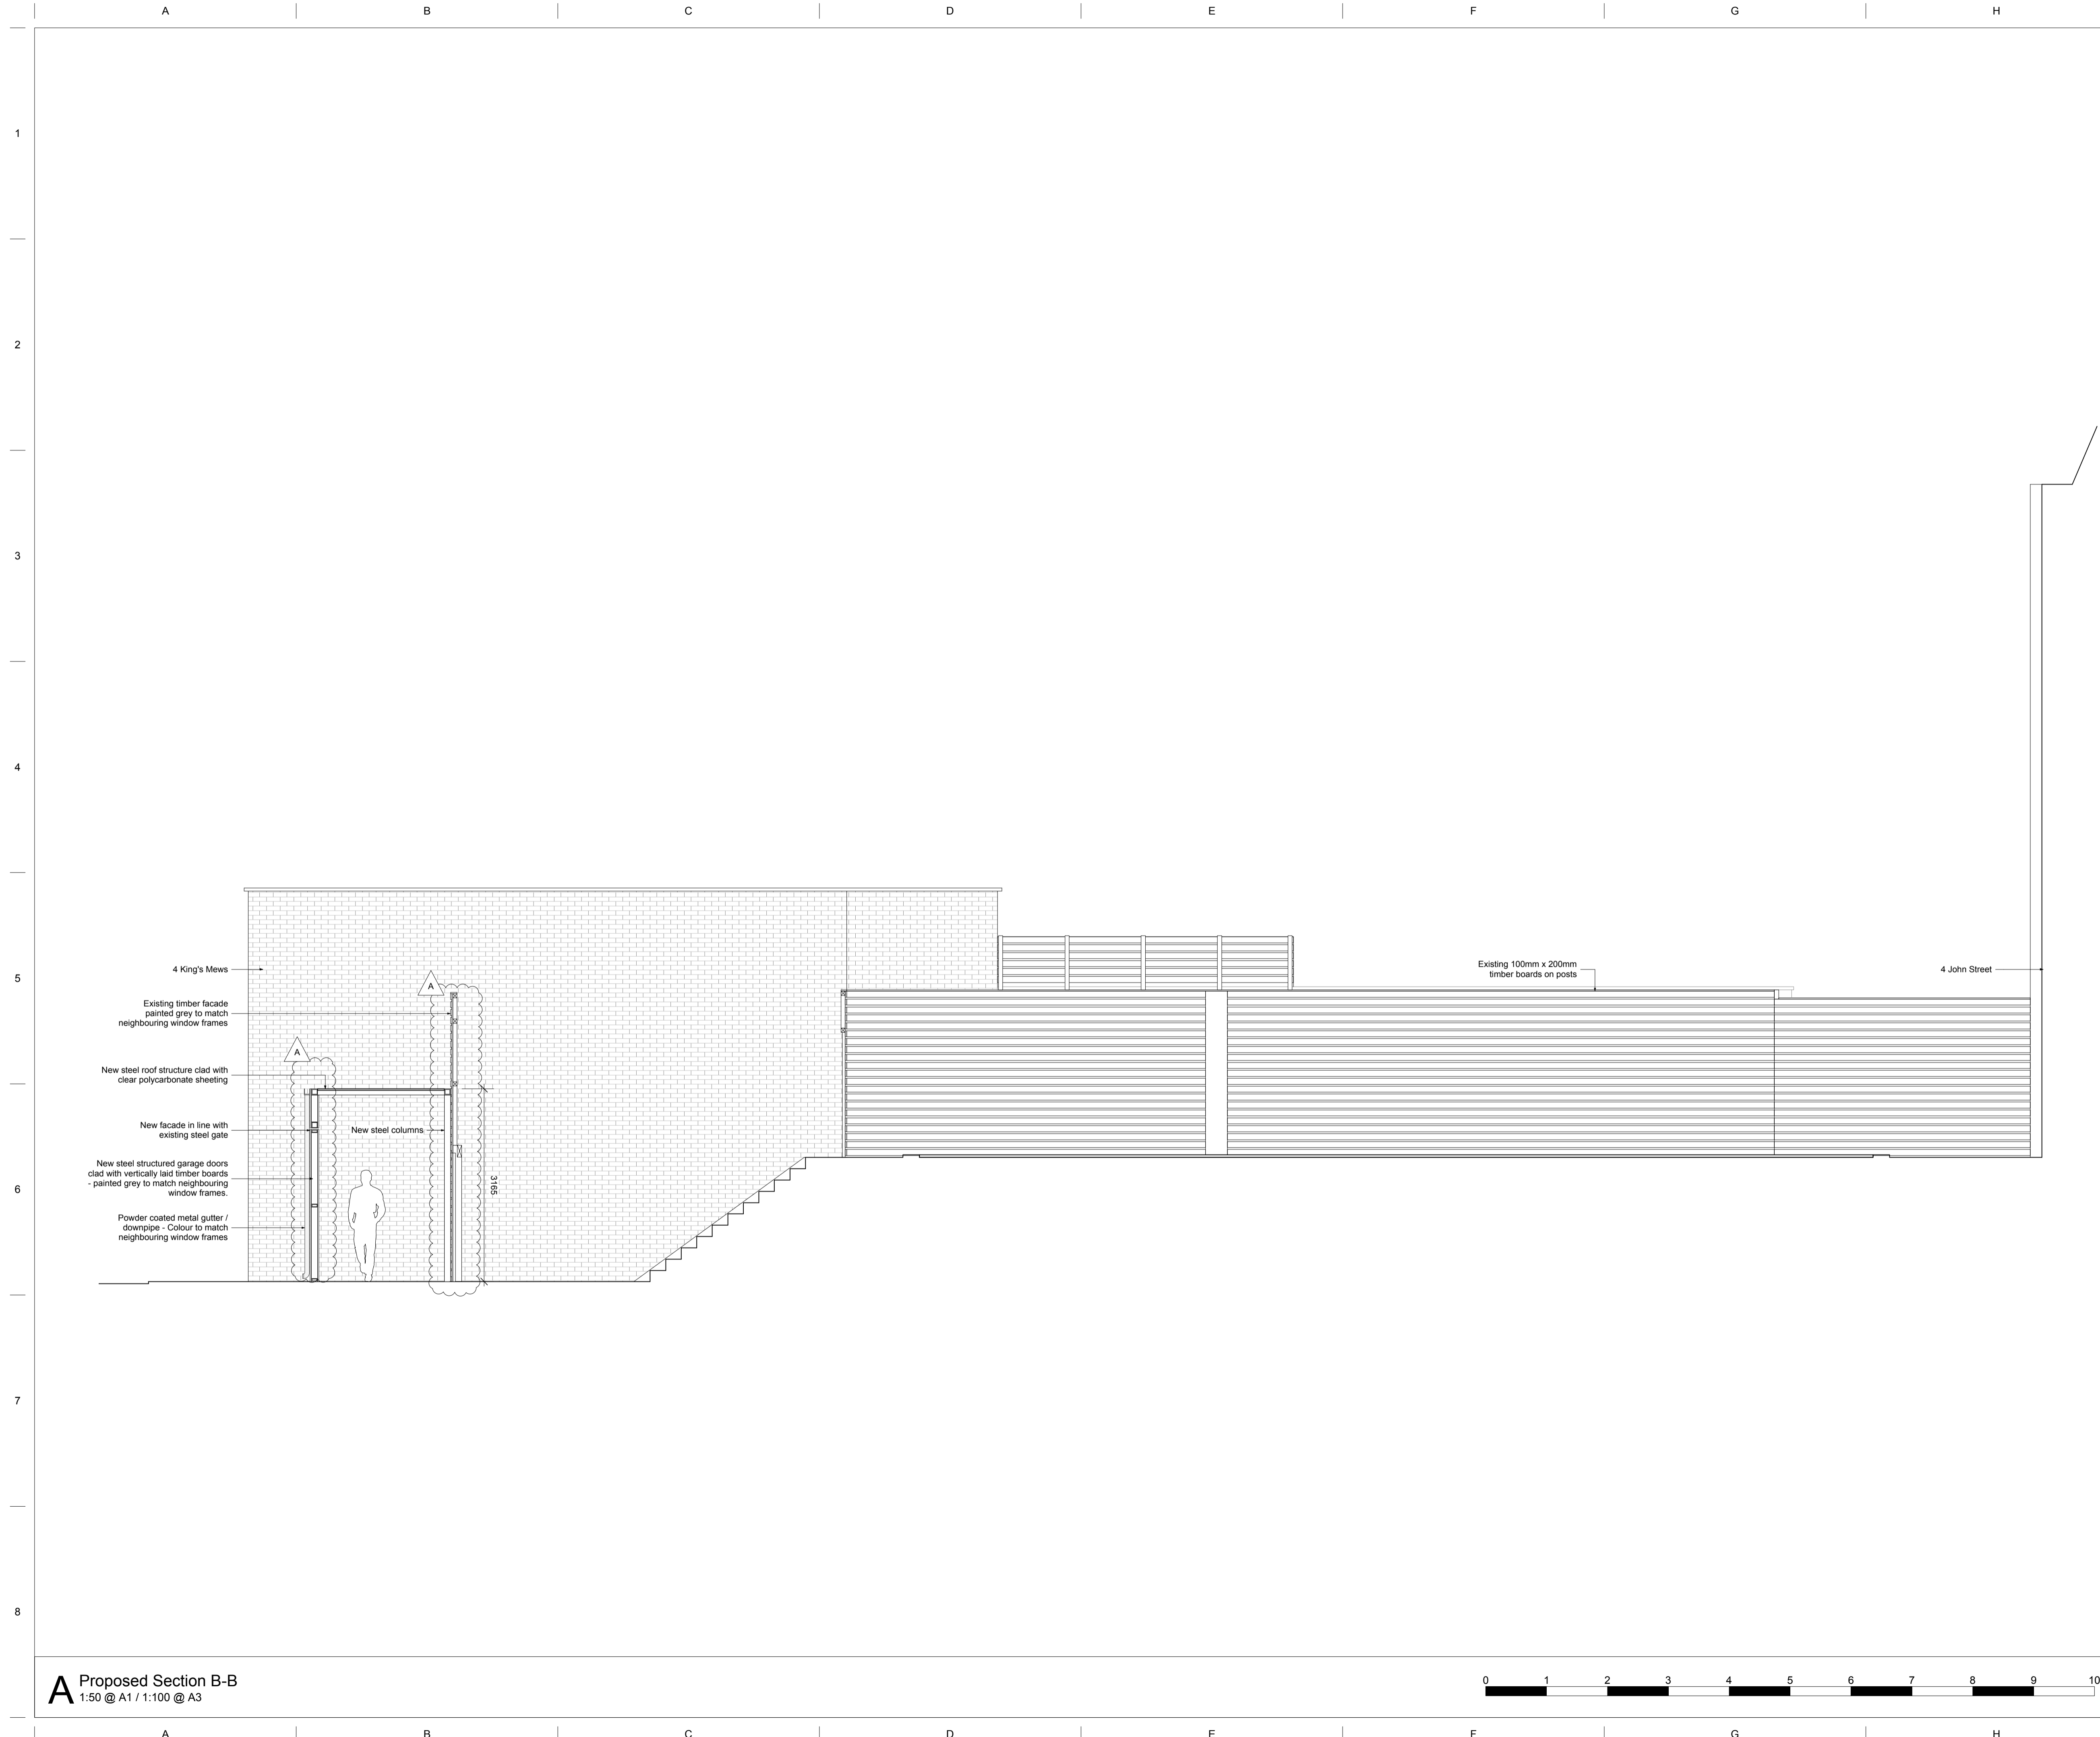 A B C D E F G H
1
2
3
4
5
6
7
8
4 King's Mews
A
Existing timber facade
painted grey to match
neighbouring window frames
A
New steel roof structure clad with
clear polycarbonate sheeting
New facade in line with
existing steel gate
New steel columns
New steel structured garage doors
clad with vertically laid timber boards
- painted grey to match neighbouring
window frames.
Powder coated metal gutter /
downpipe - Colour to match
neighbouring window frames
3165
Existing 100mm x 200mm
timber boards on posts
4 John Street
A
Proposed Section B-B
1:50 @ A1 / 1:100 @ A3
0 1 2 3 4 5 6 7 8 9 10
A B C D E F G H